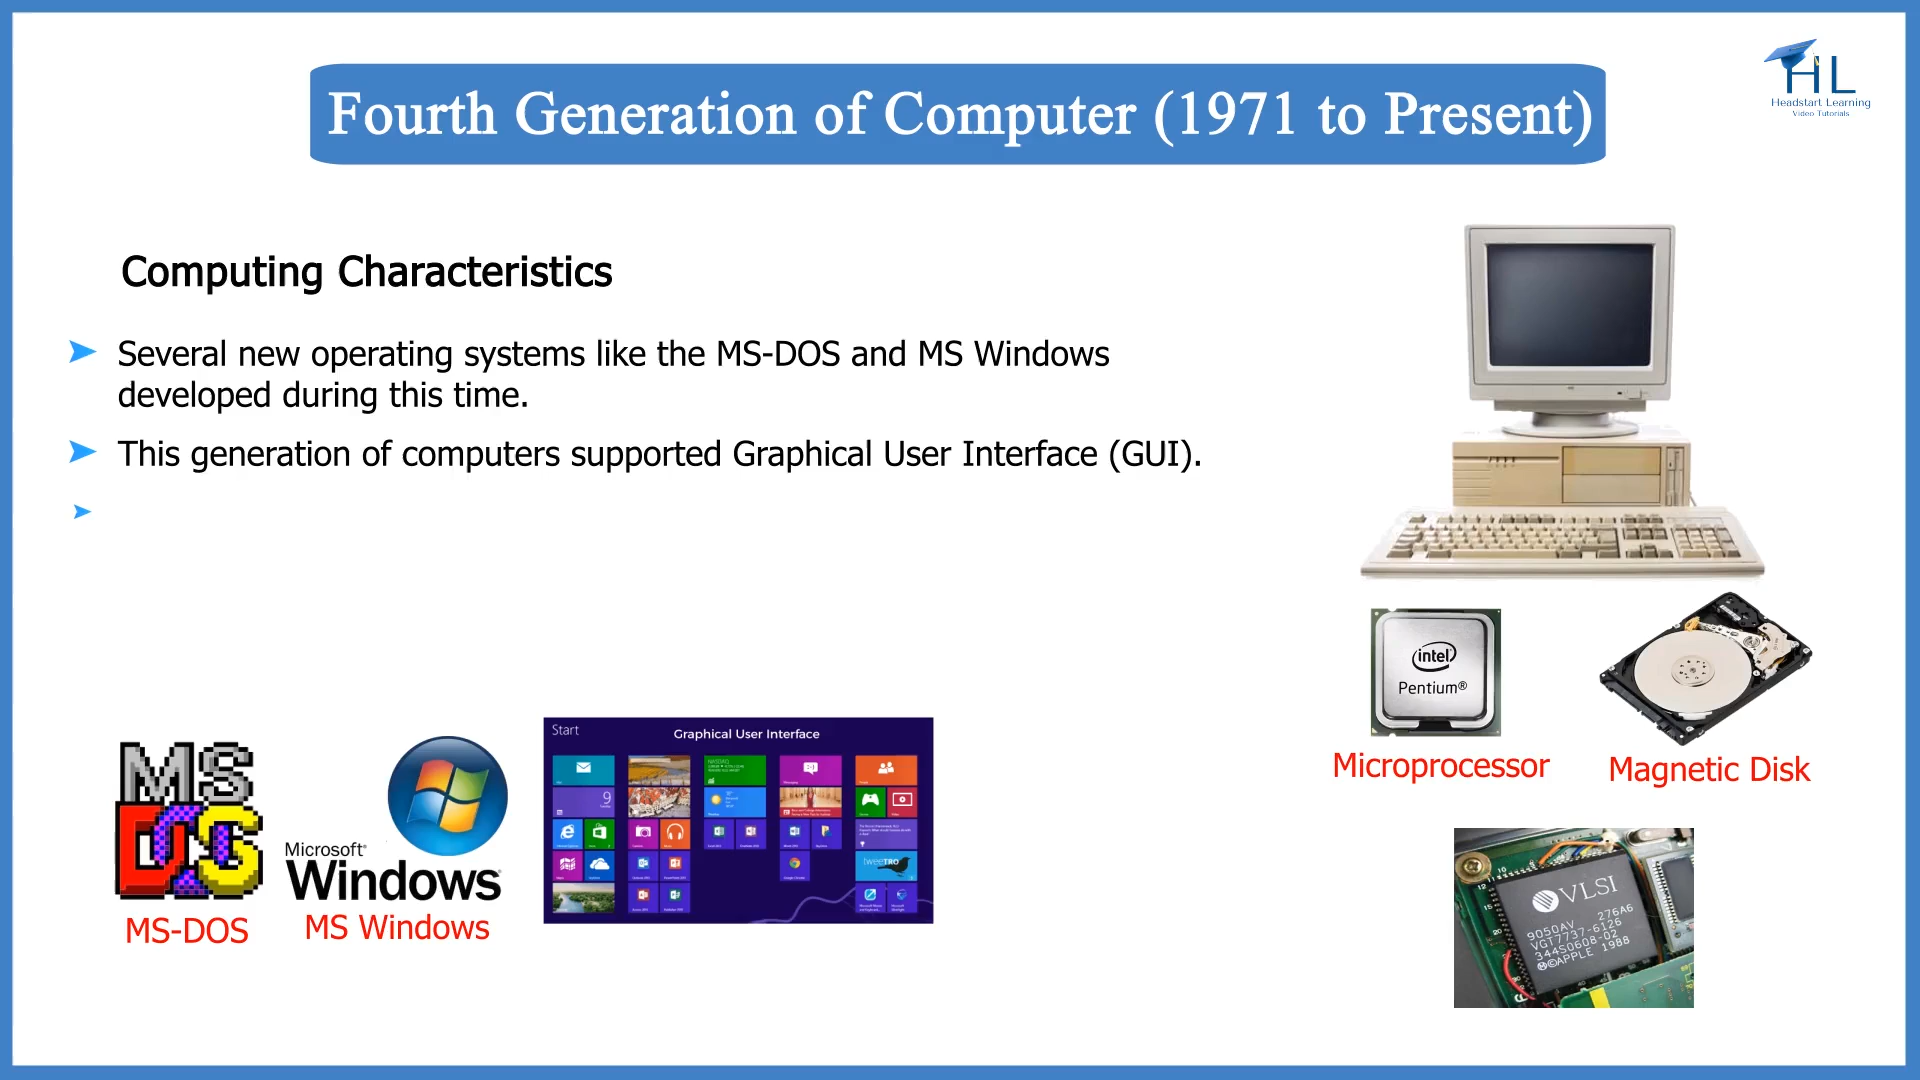 Fourth Generation of Computer (1971 to Present)
HL
Headstart Learning
Video Tutorials
Computing Characteristics
Several new operating systems like the MS-DOS and MS Windows
developed during this time.
This generation of computers supported Graphical User Interface (GUI).
intel
Pentium®
Microprocessor
Magnetic Disk
MS
DOS
MS-DOS
Microsoft®
Windows
MS Windows
Start
Graphical User Interface
9
tweetro
VLSI
9050AV 276A6
VGT7737-6126
344S0608-02
©APPLE 1988